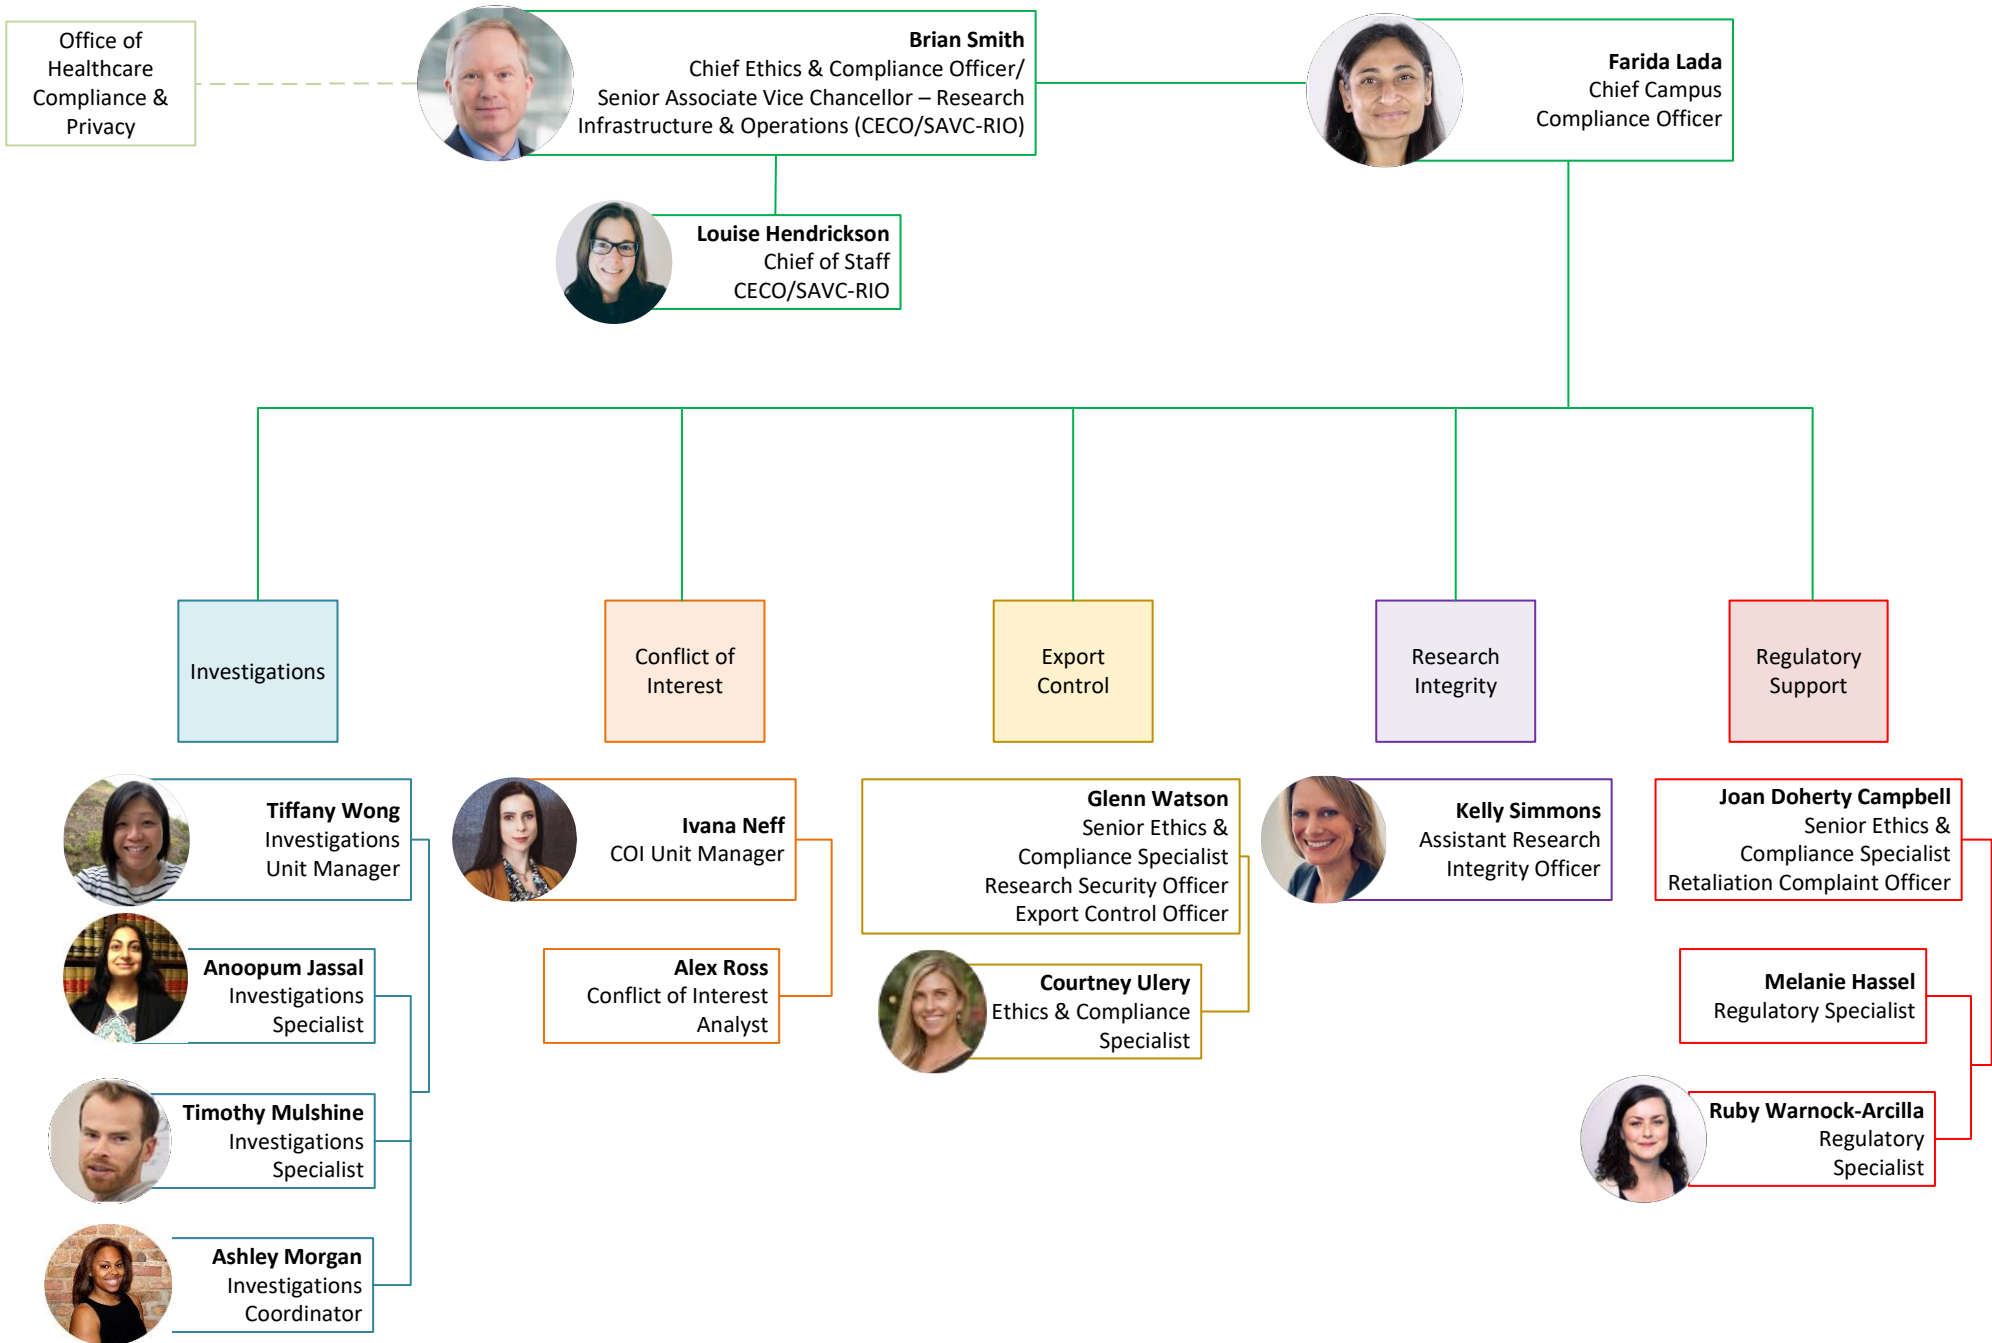 Office of
Healthcare
Compliance &
Privacy
Brian Smith
Chief Ethics & Compliance Officer/
Senior Associate Vice Chancellor – Research
Infrastructure & Operations (CECO/SAVC-RIO)
Farida Lada
Chief Campus
Compliance Officer
Louise Hendrickson
Chief of Staff
CECO/SAVC-RIO
Investigations
Conflict of
Interest
Export
Control
Research
Integrity
Regulatory
Support
Tiffany Wong
Investigations
Unit Manager
Anoopum Jassal
Investigations
Specialist
Timothy Mulshine
Investigations
Specialist
Ashley Morgan
Investigations
Coordinator
Ivana Neff
COI Unit Manager
Alex Ross
Conflict of Interest
Analyst
Glenn Watson
Senior Ethics &
Compliance Specialist
Research Security Officer
Export Control Officer
Courtney Ulery
Ethics & Compliance
Specialist
Kelly Simmons
Assistant Research
Integrity Officer
Joan Doherty Campbell
Senior Ethics &
Compliance Specialist
Retaliation Complaint Officer
Melanie Hassel
Regulatory Specialist
Ruby Warnock-Arcilla
Regulatory
Specialist